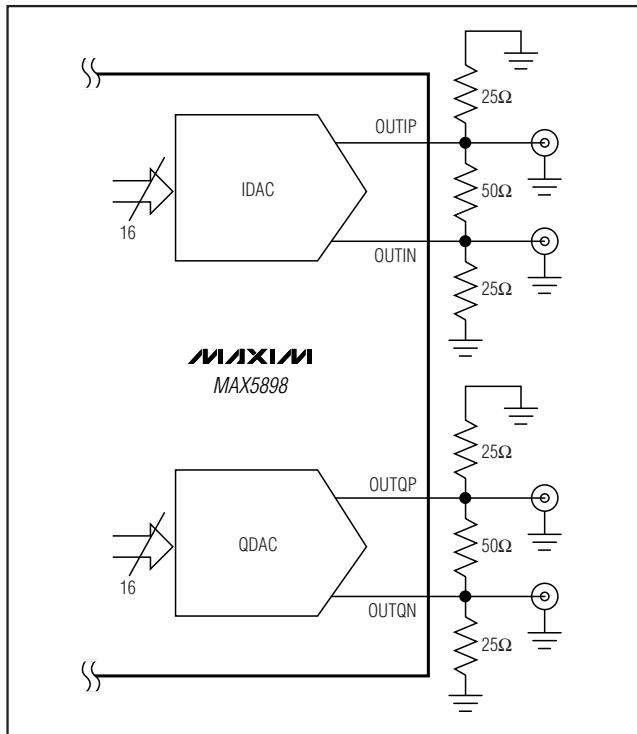 25Ω
OUTIP
IDAC
50Ω
16
OUTIN
25Ω
MAXIM
MAX5898
25Ω
OUTQP
QDAC
50Ω
16
OUTQN
25Ω